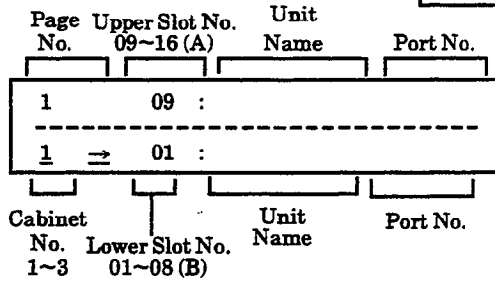 Page Upper Slot No. Unit
No. 09~16 (A) Name Port No.
1 09 :
1 → 01 :
Cabinet Unit Port No.
No. Lower Slot No. Name
1~3 01~08 (B)